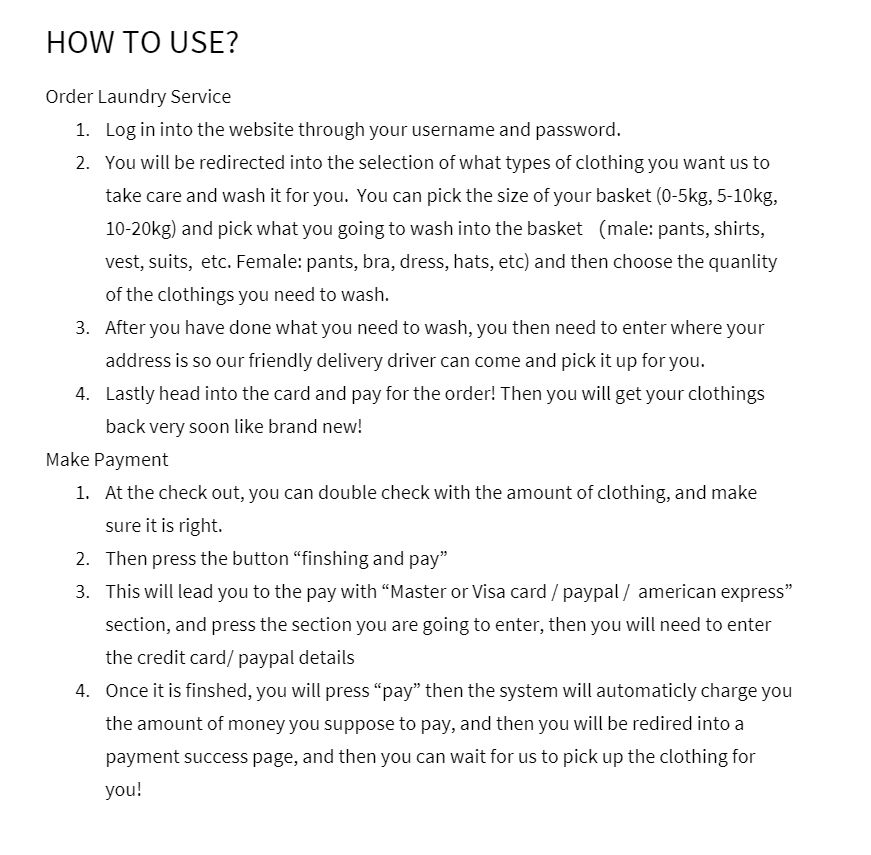 HOW TO USE?
Order Laundry Service
1. Log in into the website through your username and password.
2. You will be redirected into the selection of what types of clothing you want us to
take care and wash it for you.  You can pick the size of your basket (0-5kg, 5-10kg,
10-20kg) and pick what you going to wash into the basket   (male: pants, shirts,
vest, suits,  etc. Female: pants, bra, dress, hats, etc) and then choose the quanlity
of the clothings you need to wash.
3. After you have done what you need to wash, you then need to enter where your
address is so our friendly delivery driver can come and pick it up for you.
4. Lastly head into the card and pay for the order! Then you will get your clothings
back very soon like brand new!
Make Payment
1. At the check out, you can double check with the amount of clothing, and make
sure it is right.
2. Then press the button “finshing and pay”
3. This will lead you to the pay with “Master or Visa card / paypal /  american express”
section, and press the section you are going to enter, then you will need to enter
the credit card/ paypal details
4. Once it is finshed, you will press “pay” then the system will automaticly charge you
the amount of money you suppose to pay, and then you will be redired into a
payment success page, and then you can wait for us to pick up the clothing for
you!